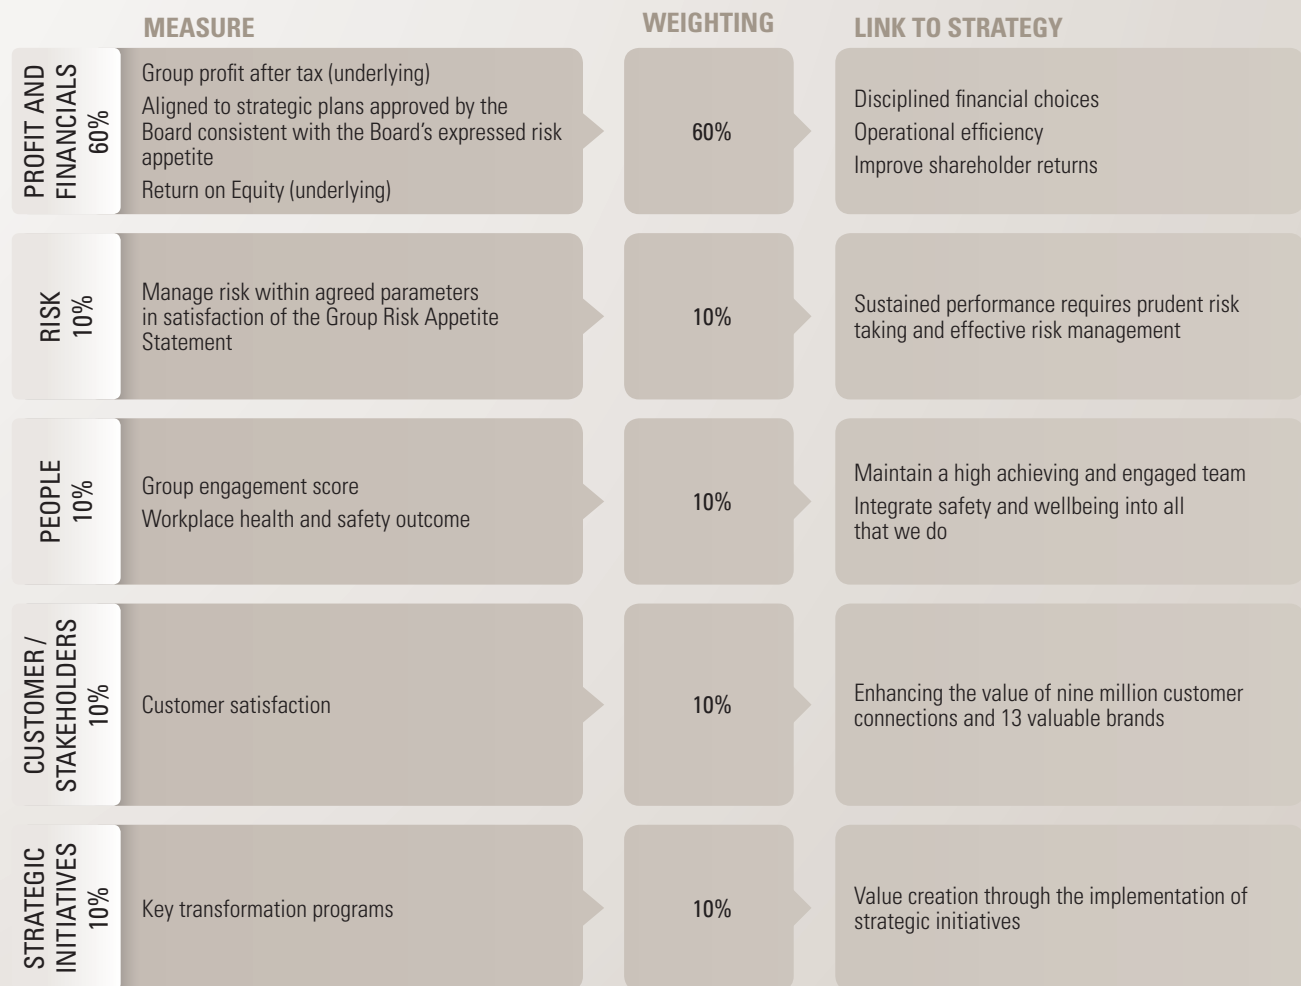 MEASURE
WEIGHTING
LINK TO STRATEGY
PROFIT AND
FINANCIALS
60%
Group profit after tax (underlying)
Aligned to strategic plans approved by the
Board consistent with the Board's expressed risk
appetite
Return on Equity (underlying)
60%
Disciplined financial choices
Operational efficiency
Improve shareholder returns
RISK
10%
Manage risk within agreed parameters
in satisfaction of the Group Risk Appetite
Statement
10%
Sustained performance requires prudent risk
taking and effective risk management
PEOPLE
10%
Group engagement score
Workplace health and safety outcome
10%
Maintain a high achieving and engaged team
Integrate safety and wellbeing into all
that we do
CUSTOMER /
STAKEHOLDERS
10%
Customer satisfaction
10%
Enhancing the value of nine million customer
connections and 13 valuable brands
STRATEGIC
INITIATIVES
10%
Key transformation programs
10%
Value creation through the implementation of
strategic initiatives